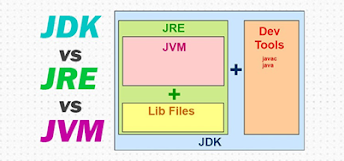 JDK
vs
JRE
vs
JVM
JRE
JVM
+
Lib Files
+
Dev
Tools
javac
java
JDK